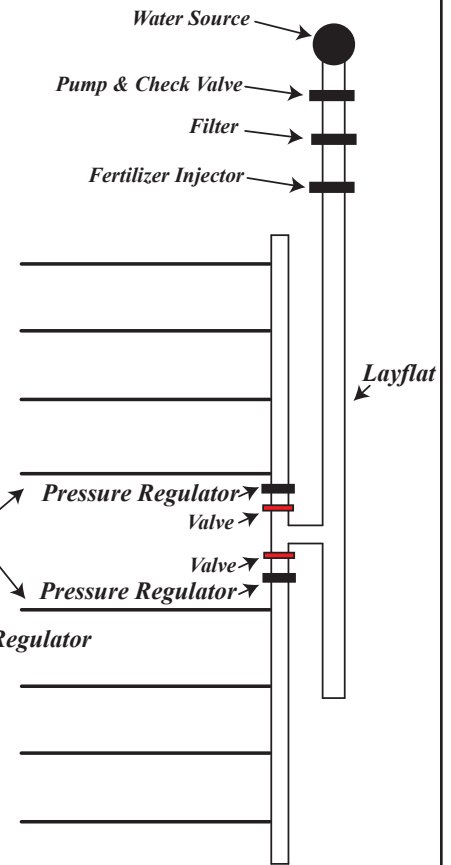 Water Source
Pump & Check Valve
Filter
Fertilizer Injector
Layflat
Pressure Regulator
Valve
Valve
Pressure Regulator
Regulator